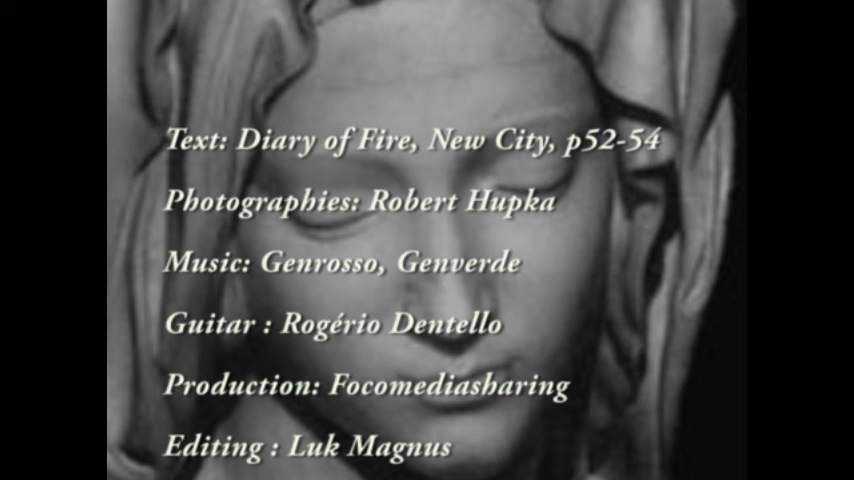 Text: Diary of Fire, New City, p52-54
Photographies: Robert Hupka
Music: Genrosso, Genverde
Guitar : Rogério Dentello
Production: Focomediasharing
Editing : Luk Magnus